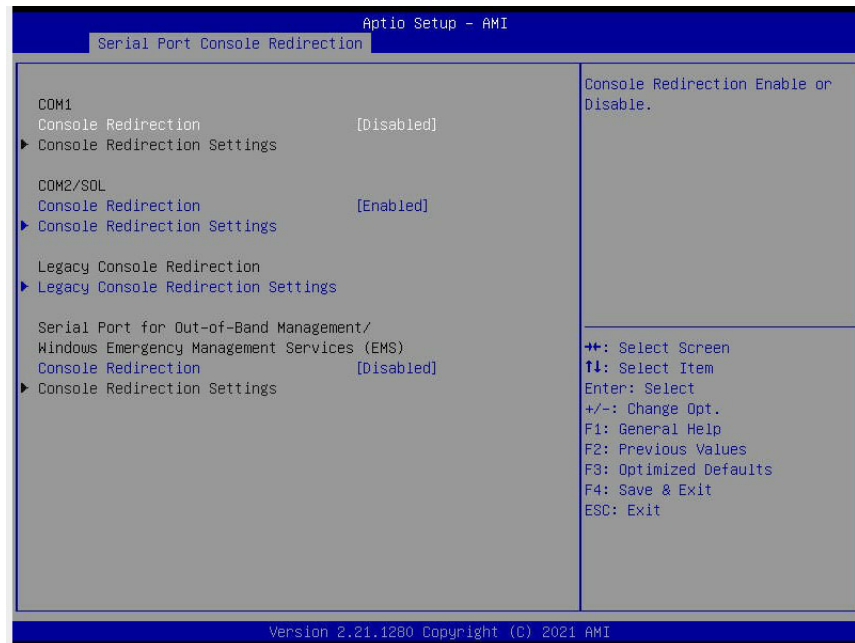 Aptio Setup - AMI
Serial Port Console Redirection
COM1
Console Redirection [Disabled]
Console Redirection Settings
COM2/SOL
Console Redirection [Enabled]
Console Redirection Settings
Legacy Console Redirection
Legacy Console Redirection Settings
Serial Port for Out-of-Band Management/
Windows Emergency Management Services (EMS)
Console Redirection [Disabled]
Console Redirection Settings
Console Redirection Enable or
Disable.
→←: Select Screen
↑↓: Select Item
Enter: Select
+/-: Change Opt.
F1: General Help
F2: Previous Values
F3: Optimized Defaults
F4: Save & Exit
ESC: Exit
Version 2.21.1280 Copyright (C) 2021 AMI